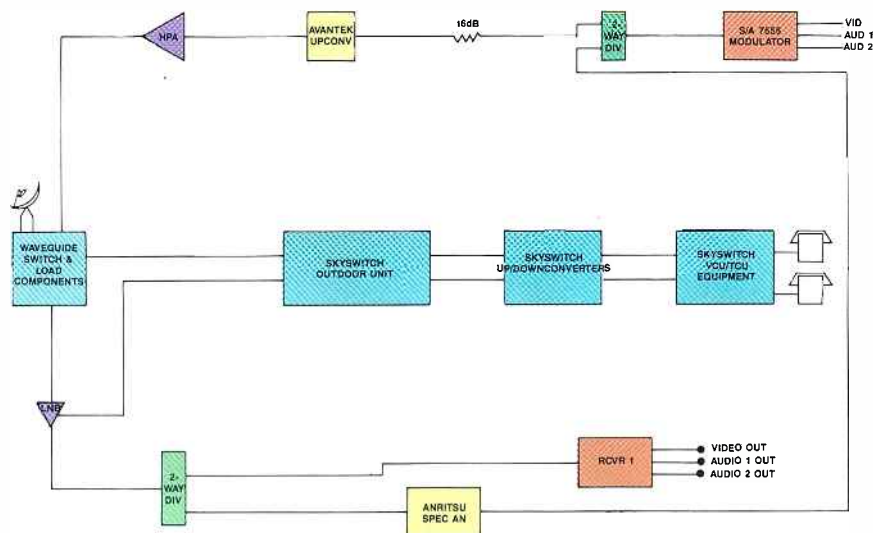 HPA
AVANTEK
UPCONV
16dB
2-
WAY
DIV
S/A 7555
MODULATOR
VID
AUD 1
AUD 2
WAVEGUIDE
SWITCH &
LOAD
COMPONENTS
SKYSWITCH
OUTDOOR UNIT
SKYSWITCH
UP/DOWNCONVERTERS
SKYSWITCH
VCU/TCU
EQUIPMENT
LNB
2-
WAY
DIV
RCVR 1
VIDEO OUT
AUDIO 1 OUT
AUDIO 2 OUT
ANRITSU
SPEC AN